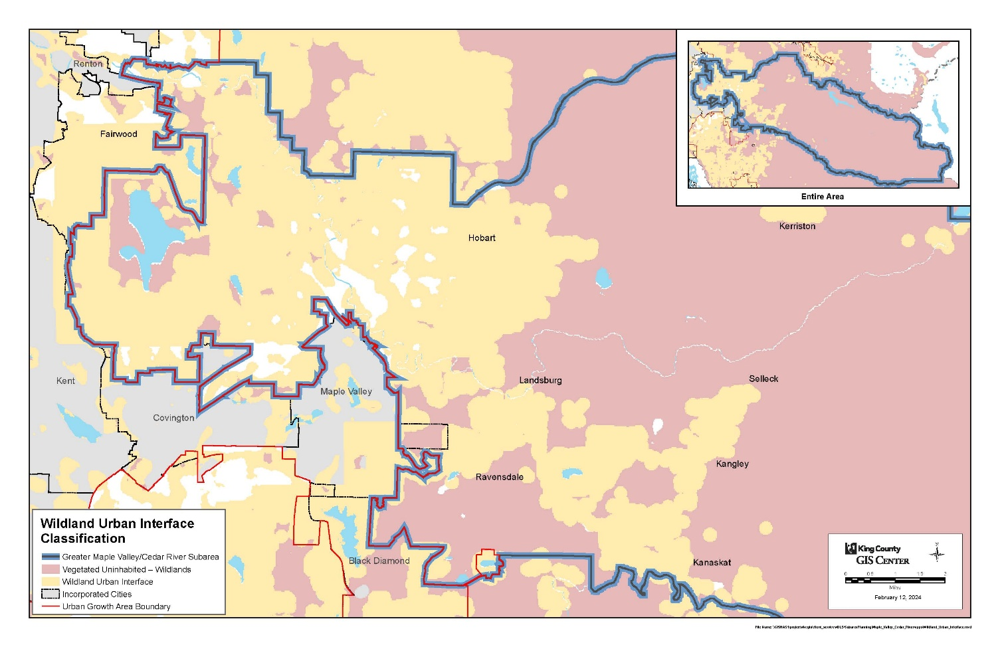 Renton
Fairwood
Entire Area
Kerriston
Hobart
Kent
Landsburg
Selleck
Maple Valley
Covington
Kangley
Ravensdale
Black Diamond
Kanaskat
Wildland Urban Interface
Classification
Greater Maple Valley/Cedar River Subarea
Vegetated Uninhabited – Wildlands
Wildland Urban Interface
Incorporated Cities
Urban Growth Area Boundary
King County
GIS CENTER
N
0 0.5 1 1.5 2
Miles
February 12, 2024
File Name: